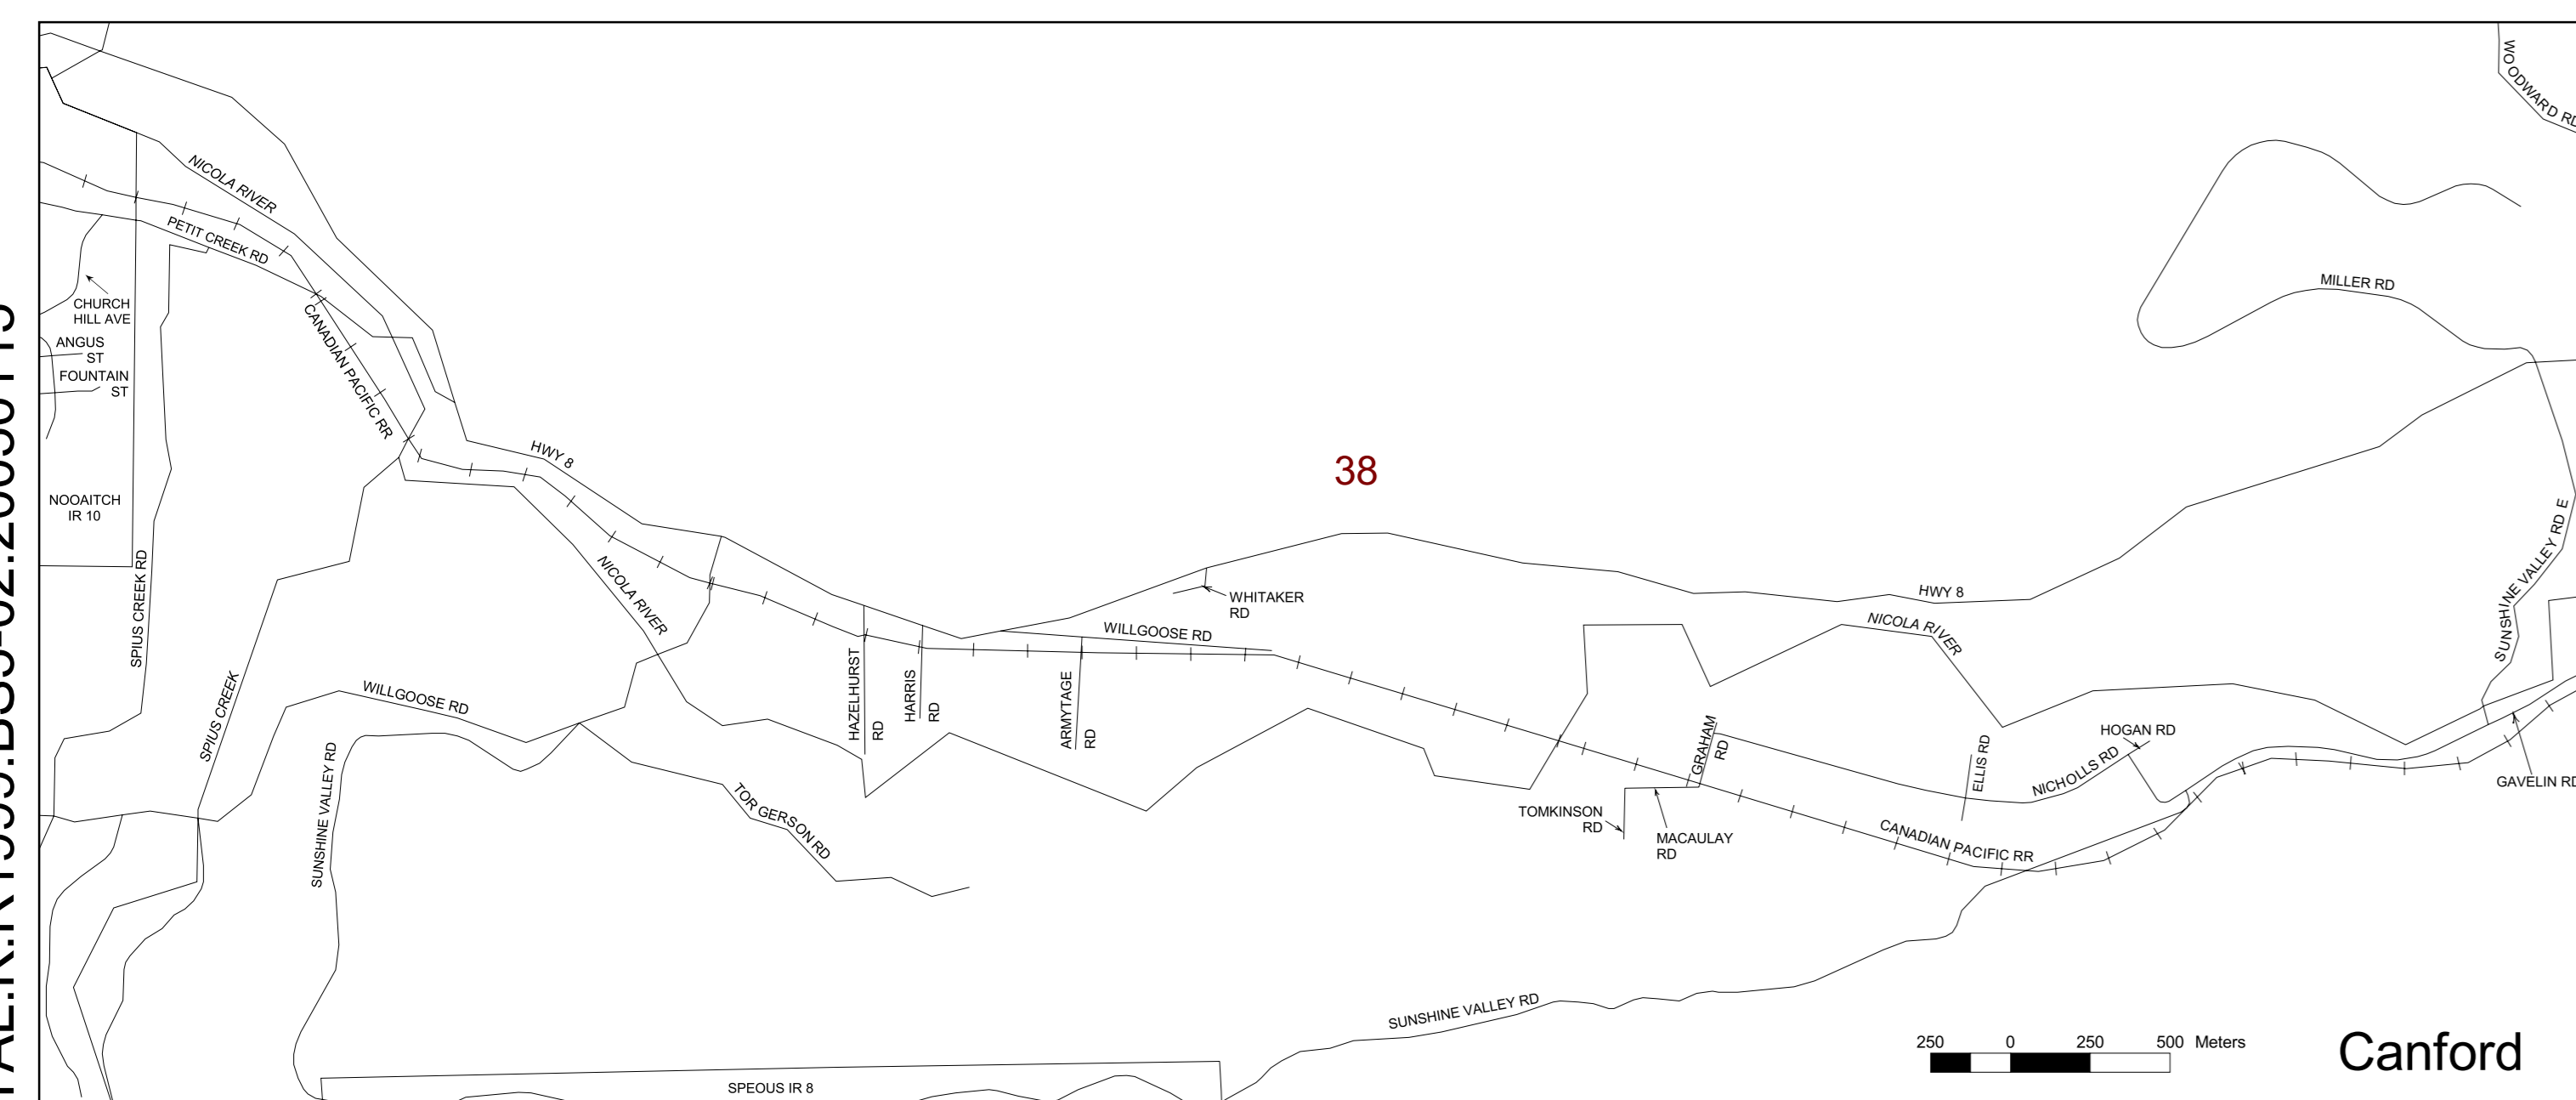 WOODWARD RD
NICOLA RIVER
PETIT CREEK RD
CHURCH
HILL AVE
ANGUS
ST
FOUNTAIN
ST
CANADIAN PACIFIC RR
MILLER RD
NOOAITCH
IR 10
HWY 8
38
SPIUS CREEK RD
NICOLA RIVER
WHITAKER
RD
WILLGOOSE RD
HWY 8
NICOLA RIVER
SUNSHINE VALLEY RD E
SPIUS CREEK
WILLGOOSE RD
HAZELHURST
RD
HARRIS
RD
ARMYTAGE
RD
GRAHAM
RD
ELLIS RD
HOGAN RD
NICHOLLS RD
GAVELIN RD
SUNSHINE VALLEY RD
TOR GERSON RD
TOMKINSON
RD
MACAULAY
RD
CANADIAN PACIFIC RR
SUNSHINE VALLEY RD
SPEOUS IR 8
250 0 250 500 Meters
Canford